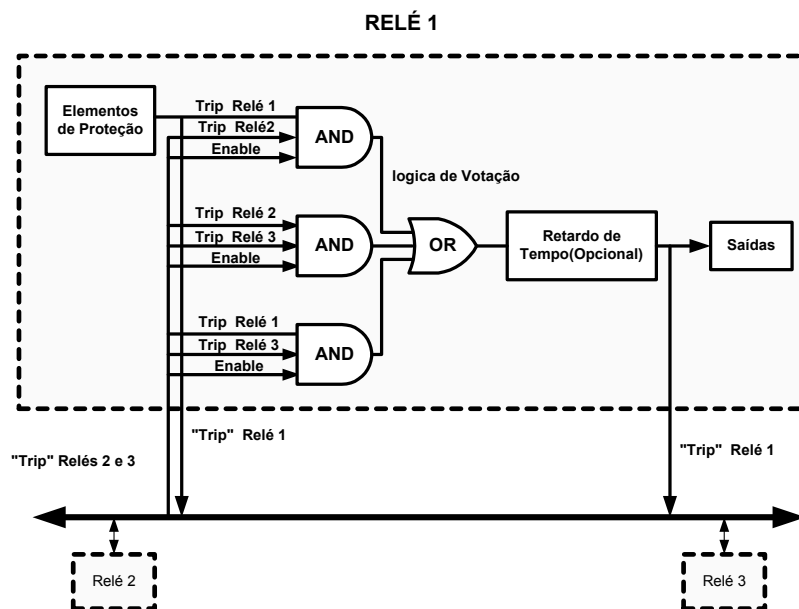 RELÉ 1
Elementos
de Proteção
Trip Relé 1
Trip Relé2
Enable
AND
logica de Votação
Trip Relé 2
Trip Relé 3
Enable
AND
OR
Retardo de
Tempo(Opcional)
Saídas
Trip Relé 1
Trip Relé 3
Enable
AND
"Trip" Relés 2 e 3
"Trip" Relé 1
"Trip" Relé 1
Relé 2
Relé 3